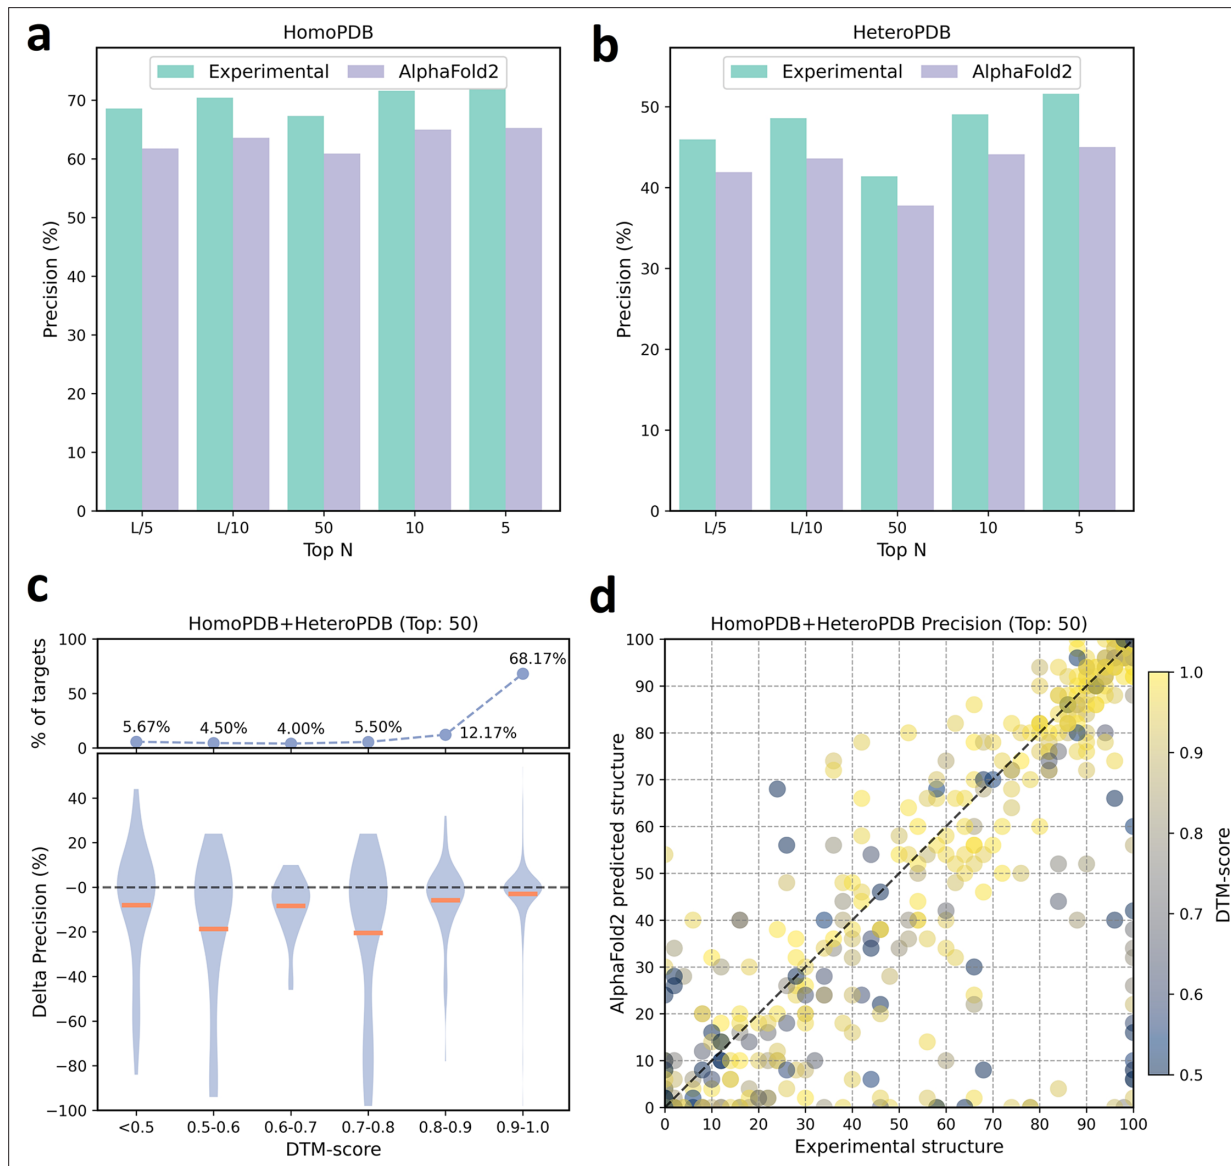 a
HomoPDB
Experimental
AlphaFold2
Precision (%)
70
60
50
40
30
20
10
0
L/5
L/10
50
10
5
Top N
b
HeteroPDB
Experimental
AlphaFold2
Precision (%)
50
40
30
20
10
0
L/5
L/10
50
10
5
Top N
c
HomoPDB+HeteroPDB (Top: 50)
% of targets
100
50
0
5.67%
4.50%
4.00%
5.50%
12.17%
68.17%
Delta Precision (%)
40
20
−0
−20
−40
−60
−80
−100
<0.5
0.5-0.6
0.6-0.7
0.7-0.8
0.8-0.9
0.9-1.0
DTM-score
d
HomoPDB+HeteroPDB Precision (Top: 50)
AlphaFold2 predicted structure
100
90
80
70
60
50
40
30
20
10
0
0
10
20
30
40
50
60
70
80
90
100
Experimental structure
1.0
0.9
0.8
0.7
0.6
0.5
DTM-score